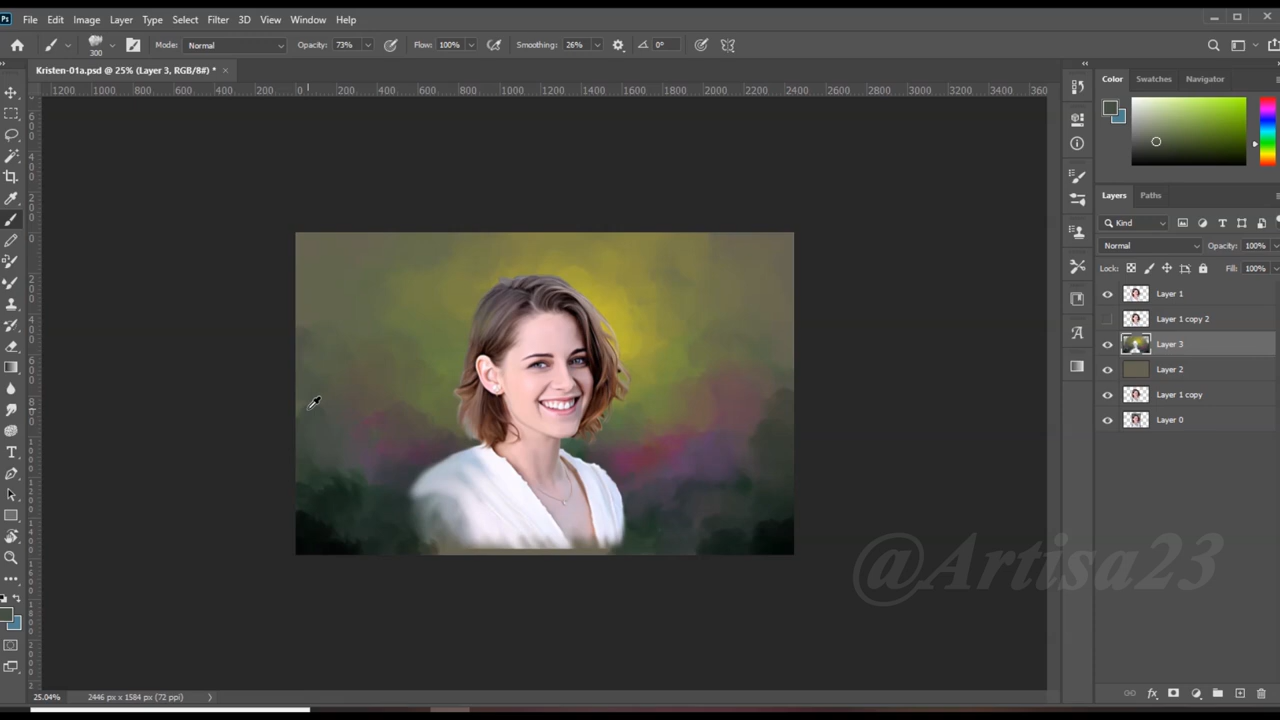 Ps File Edit Image Layer Type Select Filter 3D View Window Help
300 Mode: Normal Opacity: 73% Flow: 100% Smoothing: 26% 0°
Kristen-01a.psd @ 25% (Layer 3, RGB/8#) * ×
1200 1000 800 600 400 200 0 200 400 600 800 1000 1200 1400 1600 1800 2000 2200 2400 2600 2800 3000 3200 3400 360
Color Swatches Navigator
Layers Paths
Kind
Normal Opacity: 100%
Lock: Fill: 100%
Layer 1
Layer 1 copy 2
Layer 3
Layer 2
Layer 1 copy
Layer 0
@Artisa23
25.04% 2446 px x 1584 px (72 ppi)